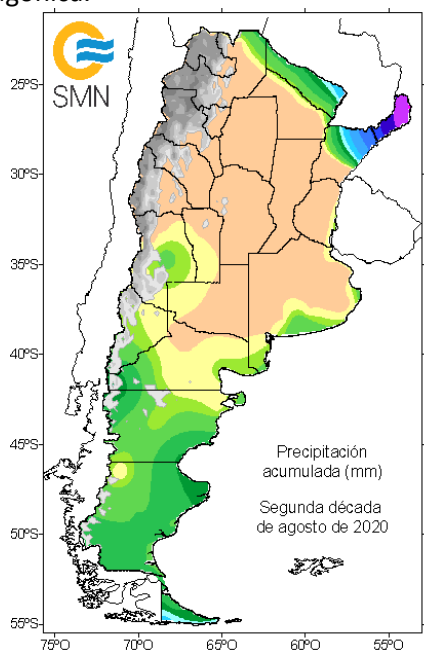 SMN
25ºS
30ºS
35ºS
40ºS
45ºS
50ºS
55ºS
Precipitación
acumulada (mm)
Segunda década
de agosto de 2020
75ºO 70ºO 65ºO 60ºO 55ºO